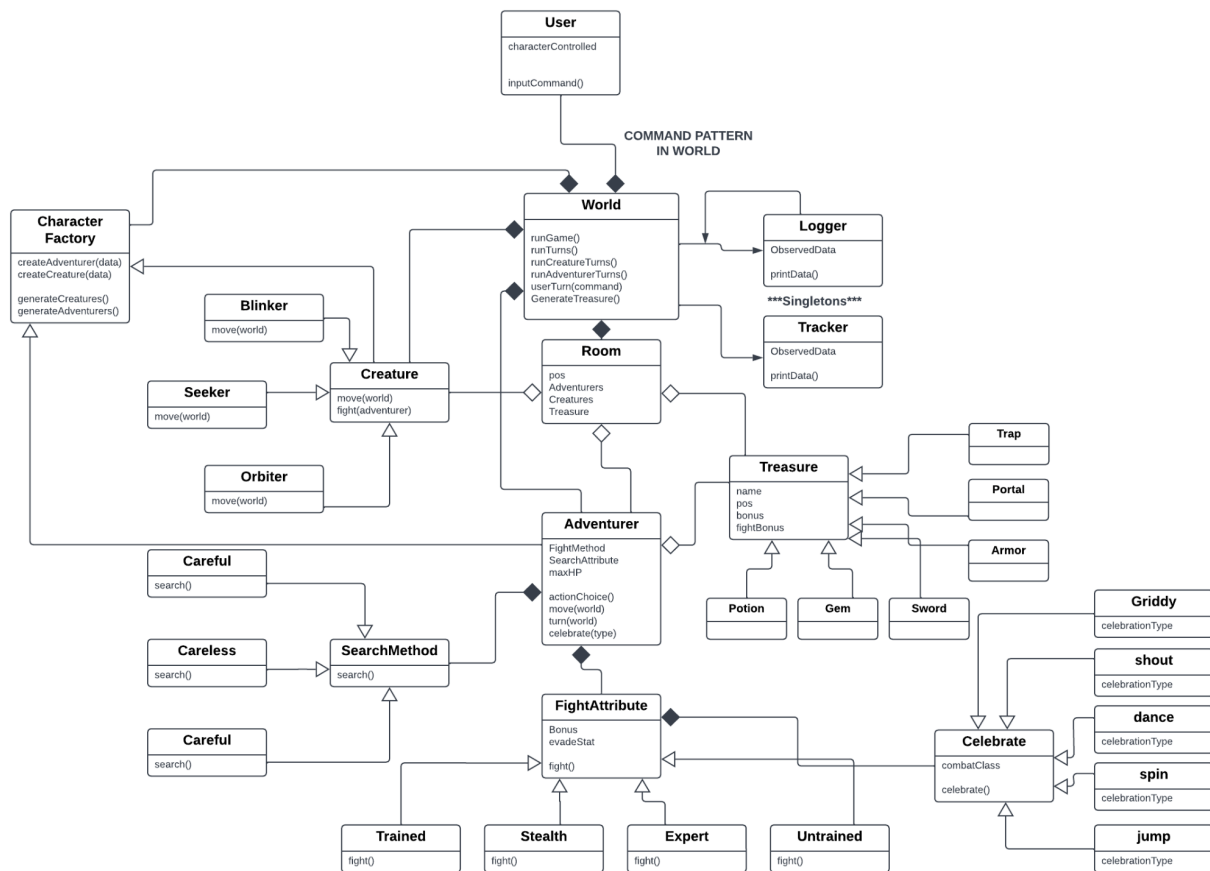 User
characterControlled
inputCommand()
COMMAND PATTERN
IN WORLD
Character
Factory
createAdventurer(data)
createCreature(data)
generateCreatures()
generateAdventurers()
World
runGame()
runTurns()
runCreatureTurns()
runAdventurerTurns()
userTurn(command)
GenerateTreasure()
Logger
ObservedData
printData()
***Singletons***
Tracker
ObservedData
printData()
Blinker
move(world)
Seeker
move(world)
Orbiter
move(world)
Creature
move(world)
fight(adventurer)
Room
pos
Adventurers
Creatures
Treasure
Treasure
name
pos
bonus
fightBonus
Trap
Portal
Armor
Potion
Gem
Sword
Adventurer
FightMethod
SearchAttribute
maxHP
actionChoice()
move(world)
turn(world)
celebrate(type)
Careful
search()
Careless
search()
Careful
search()
SearchMethod
search()
FightAttribute
Bonus
evadeStat
fight()
Trained
fight()
Stealth
fight()
Expert
fight()
Untrained
fight()
Celebrate
combatClass
celebrate()
Griddy
celebrationType
shout
celebrationType
dance
celebrationType
spin
celebrationType
jump
celebrationType